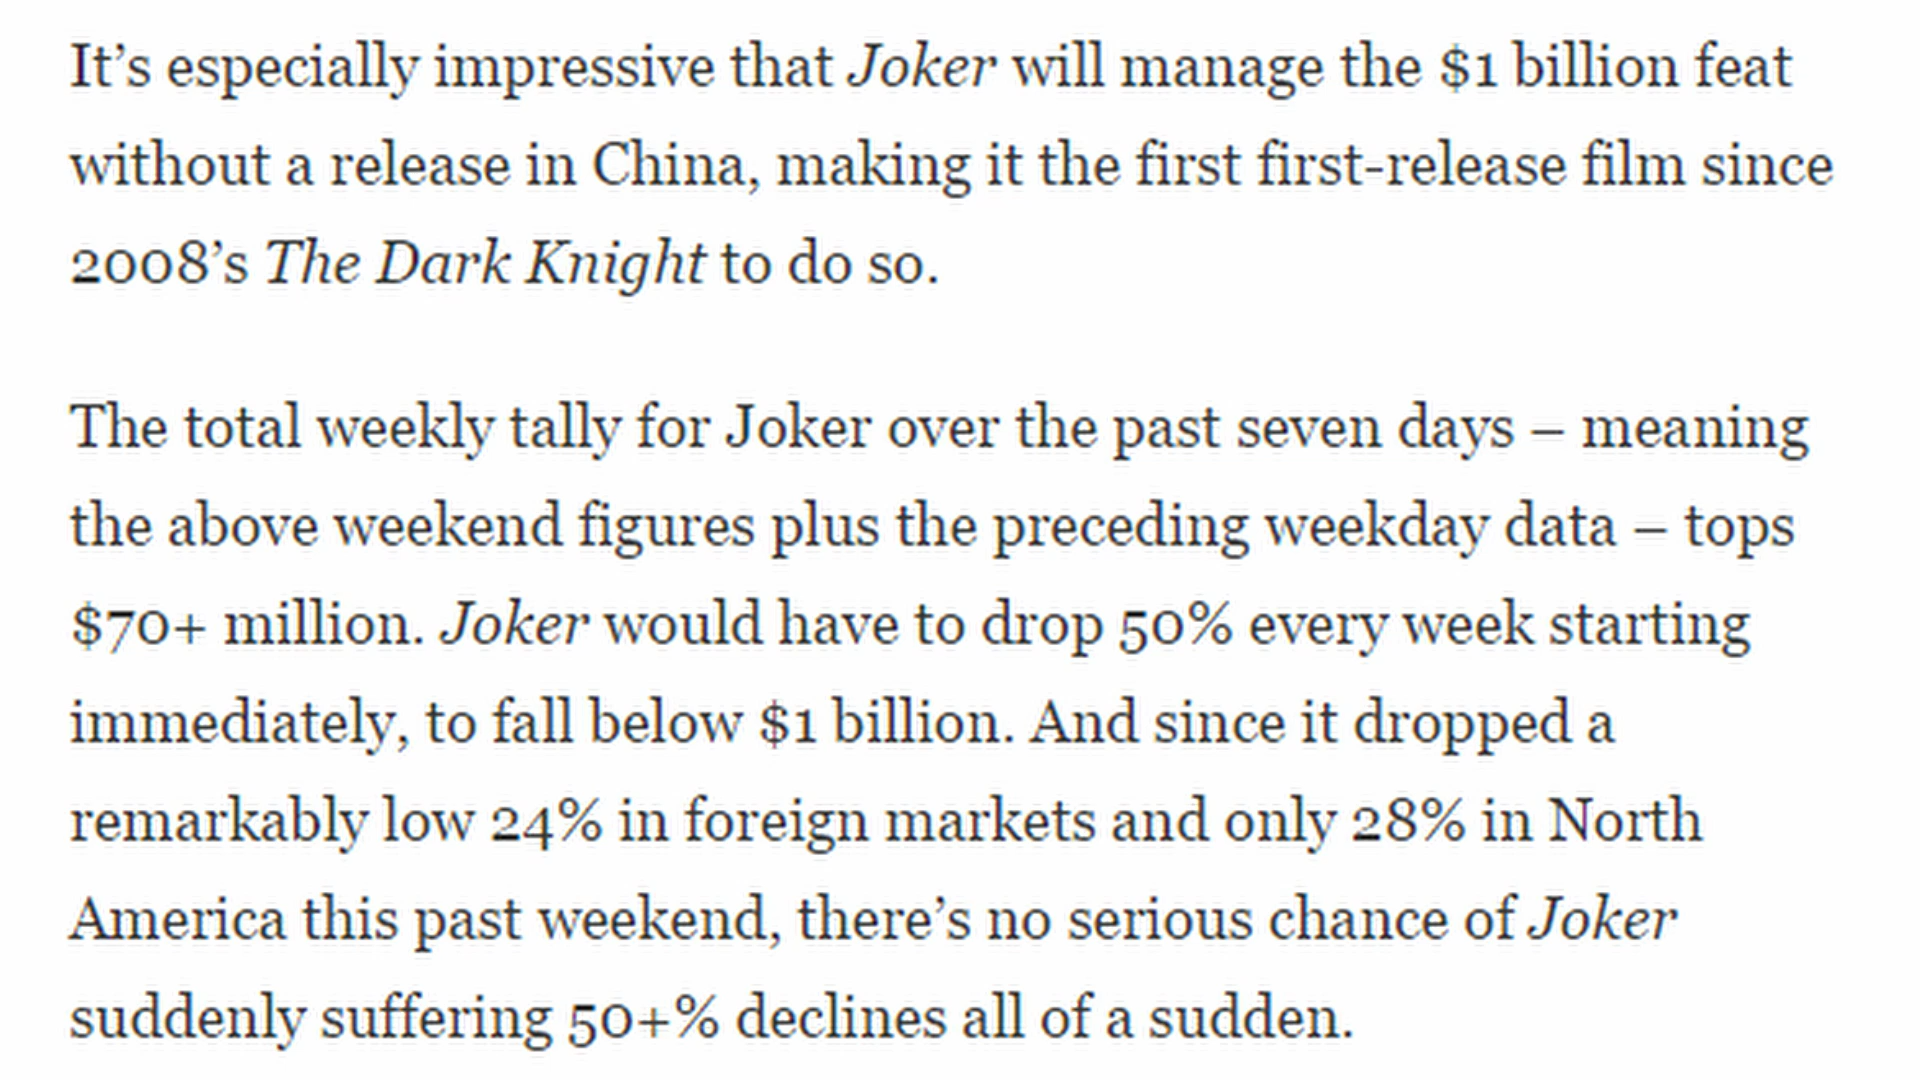 It’s especially impressive that Joker will manage the $1 billion feat
without a release in China, making it the first first-release film since
2008’s The Dark Knight to do so.
The total weekly tally for Joker over the past seven days – meaning
the above weekend figures plus the preceding weekday data – tops
$70+ million. Joker would have to drop 50% every week starting
immediately, to fall below $1 billion. And since it dropped a
remarkably low 24% in foreign markets and only 28% in North
America this past weekend, there’s no serious chance of Joker
suddenly suffering 50+% declines all of a sudden.